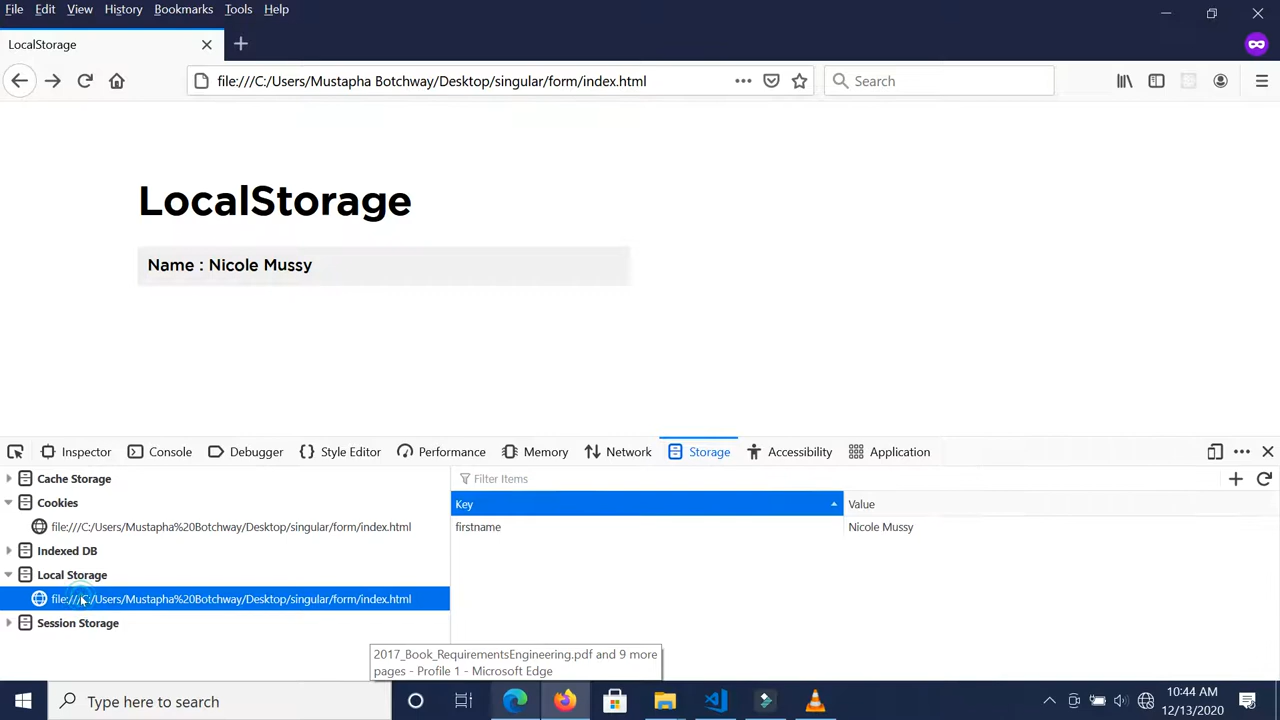 File Edit View History Bookmarks Tools Help
LocalStorage
file:///C:/Users/Mustapha Botchway/Desktop/singular/form/index.html
Search
LocalStorage
Name : Nicole Mussy
Inspector Console Debugger Style Editor Performance Memory Network Storage Accessibility Application
Cache Storage
Filter Items
Cookies
Key Value
file:///C:/Users/Mustapha%20Botchway/Desktop/singular/form/index.html
firstname Nicole Mussy
Indexed DB
Local Storage
file:///C:/Users/Mustapha%20Botchway/Desktop/singular/form/index.html
Session Storage
2017_Book_RequirementsEngineering.pdf and 9 more
pages - Profile 1 - Microsoft Edge
Type here to search
10:44 AM
12/13/2020